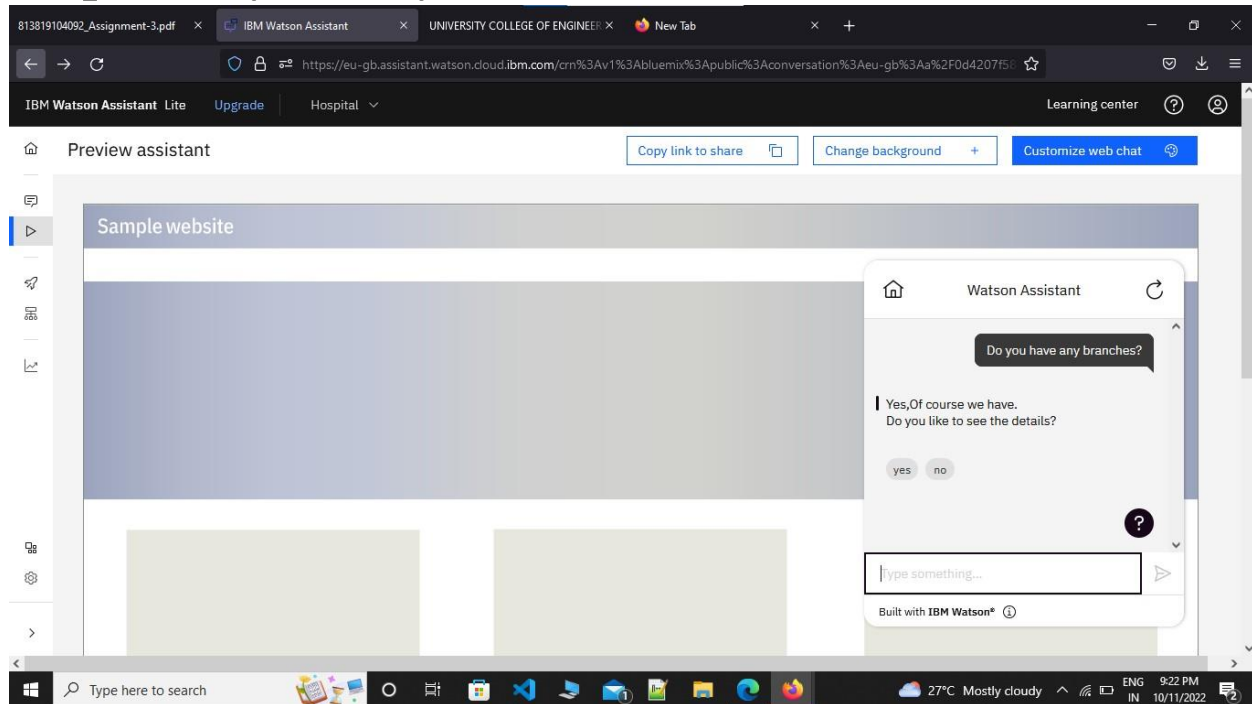 813819104092_Assignment-3.pdf
IBM Watson Assistant
UNIVERSITY COLLEGE OF ENGINEER
New Tab
https://eu-gb.assistant.watson.cloud.ibm.com/crn%3Av1%3Abluemix%3Apublic%3Aconversation%3Aeu-gb%3Aa%2F0d4207f58
IBM Watson Assistant Lite Upgrade Hospital Learning center
Preview assistant Copy link to share Change background + Customize web chat
Sample website
Watson Assistant
Do you have any branches?
Yes,Of course we have.
Do you like to see the details?
yes no
?
Type something...
Built with IBM Watson®
Type here to search
1
27°C Mostly cloudy
ENG
IN
9:22 PM
10/11/2022
2